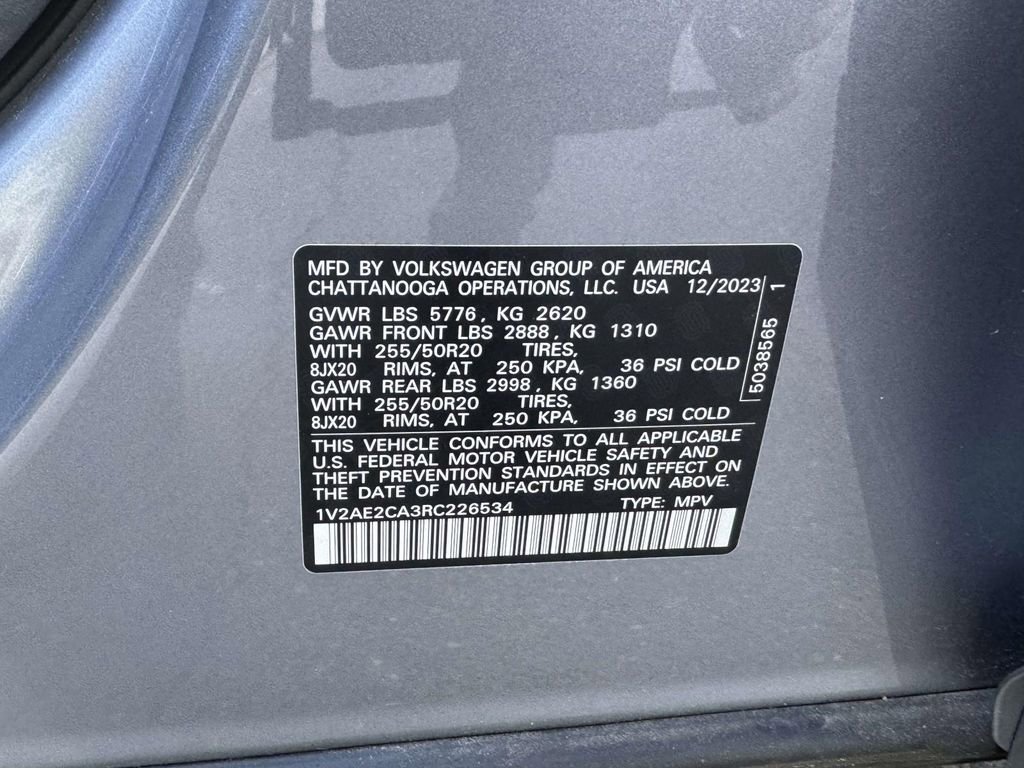 MFD BY VOLKSWAGEN GROUP OF AMERICA
CHATTANOOGA OPERATIONS, LLC. USA 12/2023
GVWR LBS 5776, KG 2620
GAWR FRONT LBS 2888, KG 1310
WITH 255/50R20 TIRES,
8JX20 RIMS, AT 250 KPA, 36 PSI COLD
GAWR REAR LBS 2998, KG 1360
WITH 255/50R20 TIRES,
8JX20 RIMS, AT 250 KPA, 36 PSI COLD
THIS VEHICLE CONFORMS TO ALL APPLICABLE
U.S. FEDERAL MOTOR VEHICLE SAFETY AND
THEFT PREVENTION STANDARDS IN EFFECT ON
THE DATE OF MANUFACTURE SHOWN ABOVE.
1V2AE2CA3RC226534 TYPE: MPV
5038565 1